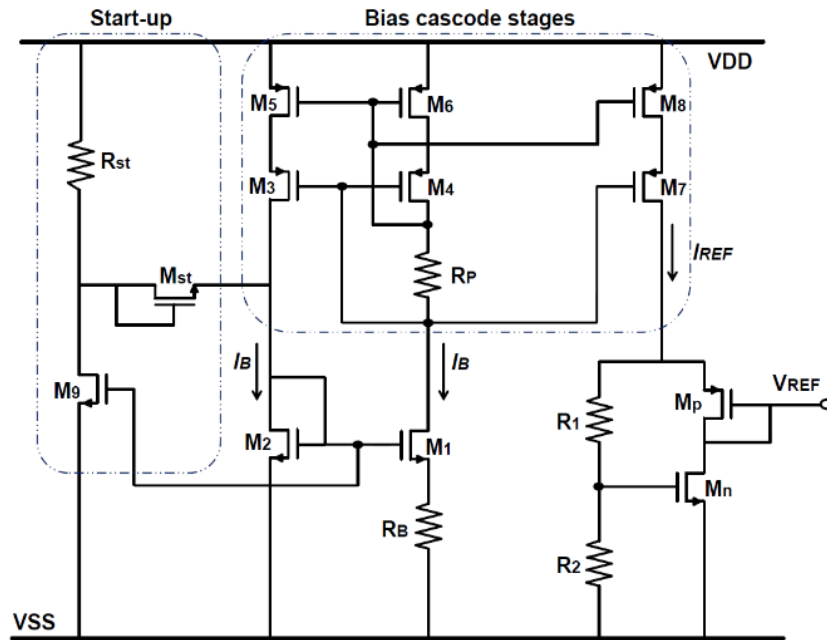 Start-up
Bias cascode stages
VDD
M5
M6
M8
Rst
M3
M4
M7
IREF
Mst
RP
IB
IB
M9
VREF
Mp
R1
M2
M1
Mn
RB
R2
VSS